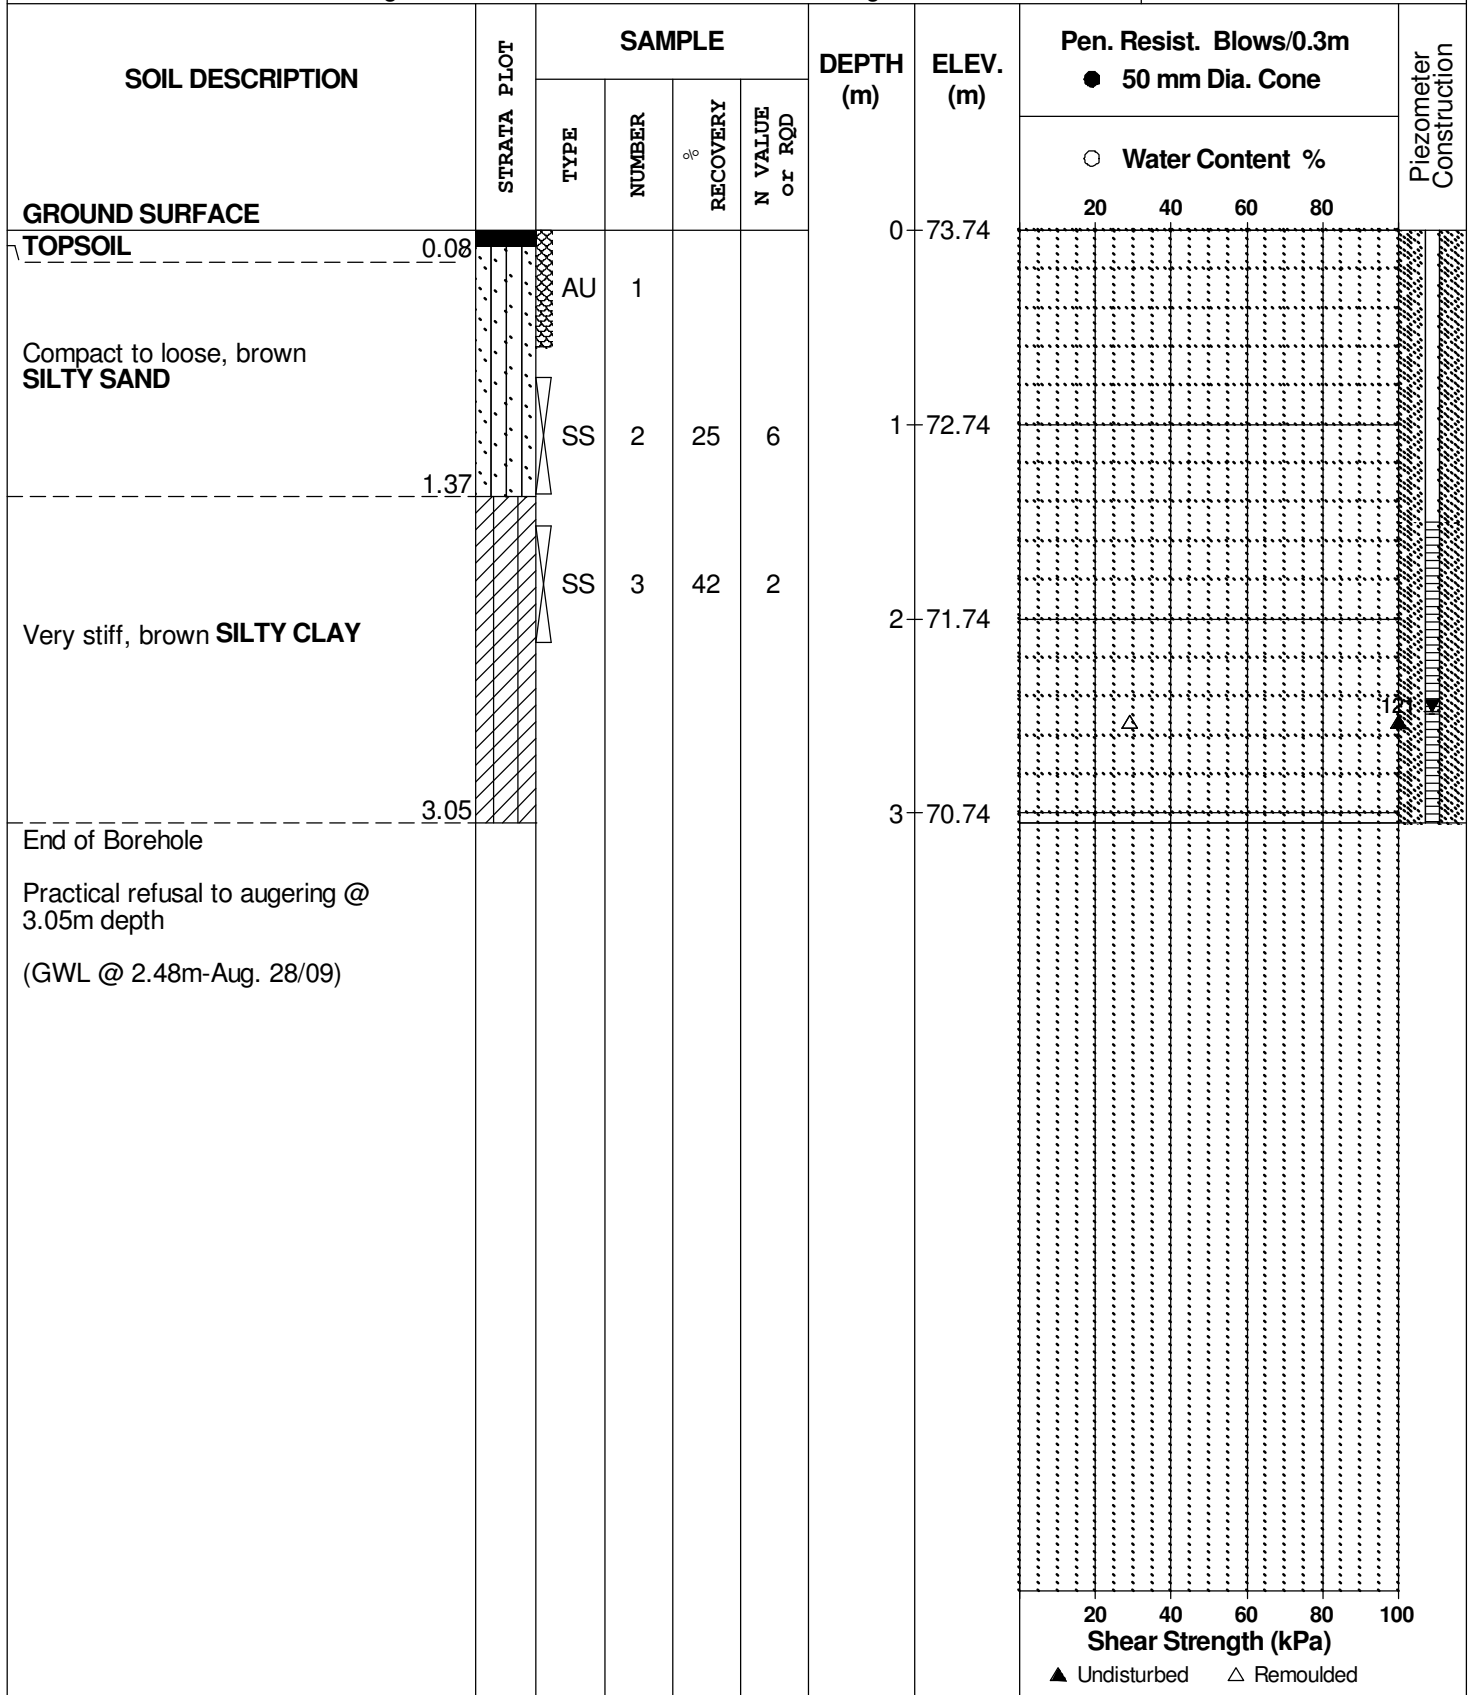 SOIL DESCRIPTION
STRATA PLOT
SAMPLE
TYPE
NUMBER
%
RECOVERY
N VALUE
or RQD
DEPTH
(m)
ELEV.
(m)
Pen. Resist. Blows/0.3m
● 50 mm Dia. Cone
○ Water Content %
Piezometer
Construction
20 40 60 80
GROUND SURFACE
0 73.74
TOPSOIL 0.08
AU 1
Compact to loose, brown
SILTY SAND
SS 2 25 6
1 72.74
1.37
SS 3 42 2
2 71.74
Very stiff, brown SILTY CLAY
121
3.05
3 70.74
End of Borehole
Practical refusal to augering @
3.05m depth
(GWL @ 2.48m-Aug. 28/09)
20 40 60 80 100
Shear Strength (kPa)
▲ Undisturbed △ Remoulded